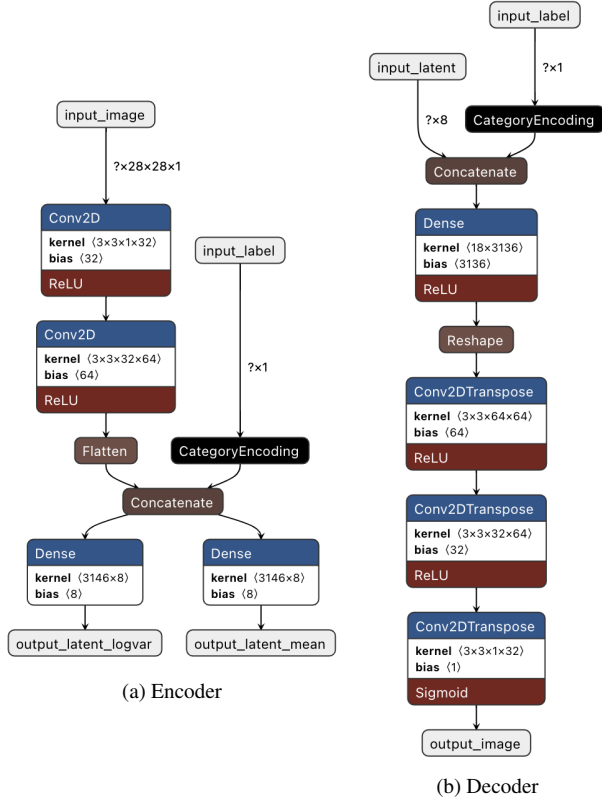 input_image
?×28×28×1
Conv2D
kernel ⟨3×3×1×32⟩
bias ⟨32⟩
ReLU
Conv2D
kernel ⟨3×3×32×64⟩
bias ⟨64⟩
ReLU
Flatten
input_label
?×1
CategoryEncoding
Concatenate
Dense
kernel ⟨3146×8⟩
bias ⟨8⟩
output_latent_logvar
Dense
kernel ⟨3146×8⟩
bias ⟨8⟩
output_latent_mean
(a) Encoder
input_label
input_latent
?×1
?×8
CategoryEncoding
Concatenate
Dense
kernel ⟨18×3136⟩
bias ⟨3136⟩
ReLU
Reshape
Conv2DTranspose
kernel ⟨3×3×64×64⟩
bias ⟨64⟩
ReLU
Conv2DTranspose
kernel ⟨3×3×32×64⟩
bias ⟨32⟩
ReLU
Conv2DTranspose
kernel ⟨3×3×1×32⟩
bias ⟨1⟩
Sigmoid
output_image
(b) Decoder